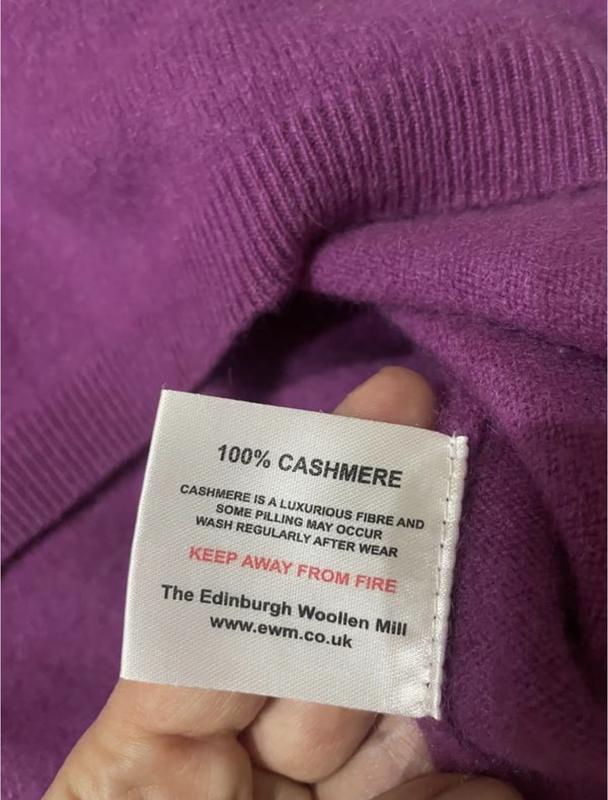 100% CASHMERE
CASHMERE IS A LUXURIOUS FIBRE AND
SOME PILLING MAY OCCUR
WASH REGULARLY AFTER WEAR
KEEP AWAY FROM FIRE
The Edinburgh Woollen Mill
www.ewm.co.uk